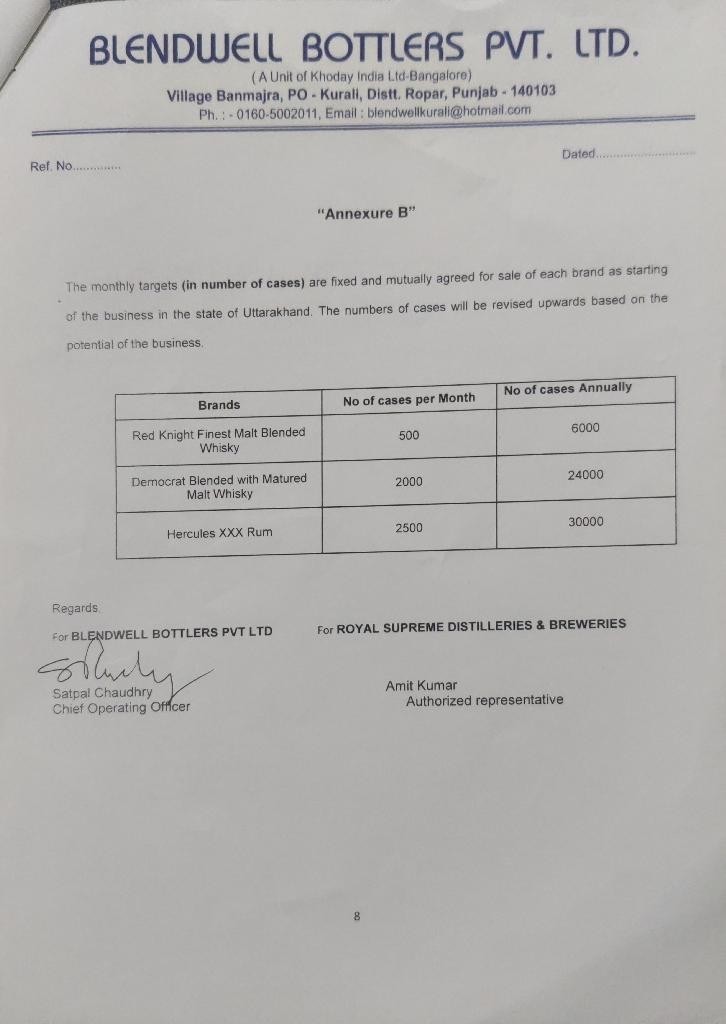 BLENDWELL BOTTLERS PVT. LTD.
( A Unit of Khoday India Ltd-Bangalore)
Village Banmajra, PO - Kurali, Distt. Ropar, Punjab - 140103
Ph. : - 0160-5002011, Email : blendwellkurali@hotmail.com
Ref. No..............
Dated............................
"Annexure B"
The monthly targets (in number of cases) are fixed and mutually agreed for sale of each brand as starting
of the business in the state of Uttarakhand. The numbers of cases will be revised upwards based on the
potential of the business.
Brands No of cases per Month No of cases Annually
Red Knight Finest Malt Blended
Whisky 500 6000
Democrat Blended with Matured
Malt Whisky 2000 24000
Hercules XXX Rum 2500 30000
Regards,
For BLENDWELL BOTTLERS PVT LTD
For ROYAL SUPREME DISTILLERIES & BREWERIES
Satpal Chaudhry
Chief Operating Officer
Amit Kumar
Authorized representative
8